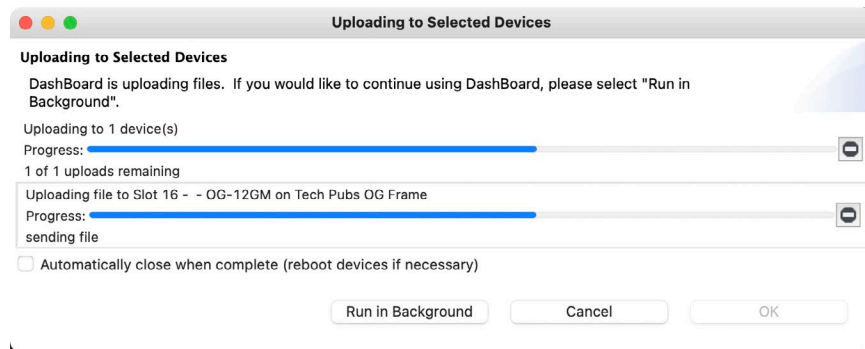 Uploading to Selected Devices
Uploading to Selected Devices
DashBoard is uploading files.  If you would like to continue using DashBoard, please select "Run in
Background".
Uploading to 1 device(s)
Progress:
1 of 1 uploads remaining
Uploading file to Slot 16 -  - OG-12GM on Tech Pubs OG Frame
Progress:
sending file
Automatically close when complete (reboot devices if necessary)
Run in Background Cancel OK